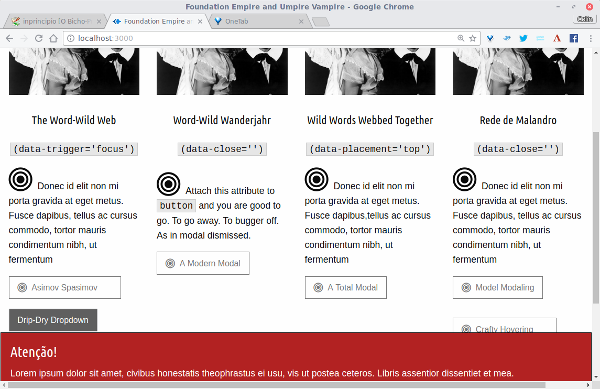 Foundation Empire and Umpire Vampire - Google Chrome
inprincipio [O Bicho
Foundation Empire a
OneTab
Colin
localhost:3000
The Word-Wild Web
(data-trigger='focus')
Donec id elit non mi
porta gravida at eget metus.
Fusce dapibus, tellus ac cursus
commodo, tortor mauris
condimentum nibh, ut
fermentum
Asimov Spasimov
Drip-Dry Dropdown
Word-Wild Wanderjahr
(data-close='')
Attach this attribute to
button and you are good to
go. To go away. To bugger off.
As in modal dismissed.
A Modern Modal
Wild Words Webbed Together
(data-placement='top')
Donec id elit non mi
porta gravida at eget metus.
Fusce dapibus,tellus ac cursus
commodo, tortor mauris
condimentum nibh, ut
fermentum
A Total Modal
Rede de Malandro
(data-close='')
Donec id elit non mi
porta gravida at eget metus.
Fusce dapibus, tellus ac cursus
commodo, tortor mauris
condimentum nibh, ut
fermentum
Model Modaling
Crafty Hovering
Atenção!
Lorem ipsum dolor sit amet, civibus honestatis theophrastus ei usu, vis ut postea ceteros. Libris assentior dissentiet et mea.